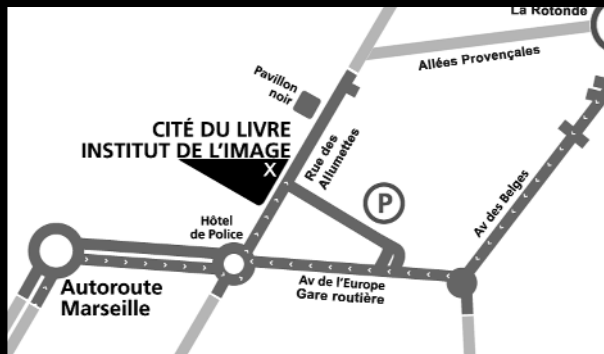 La Rotonde
Allées Provençales
Pavillon
noir
CITÉ DU LIVRE
INSTITUT DE L'IMAGE
X
Rue des
Allumettes
P
Av des Belges
Hôtel
de Police
Autoroute
Marseille
Av de l'Europe
Gare routière